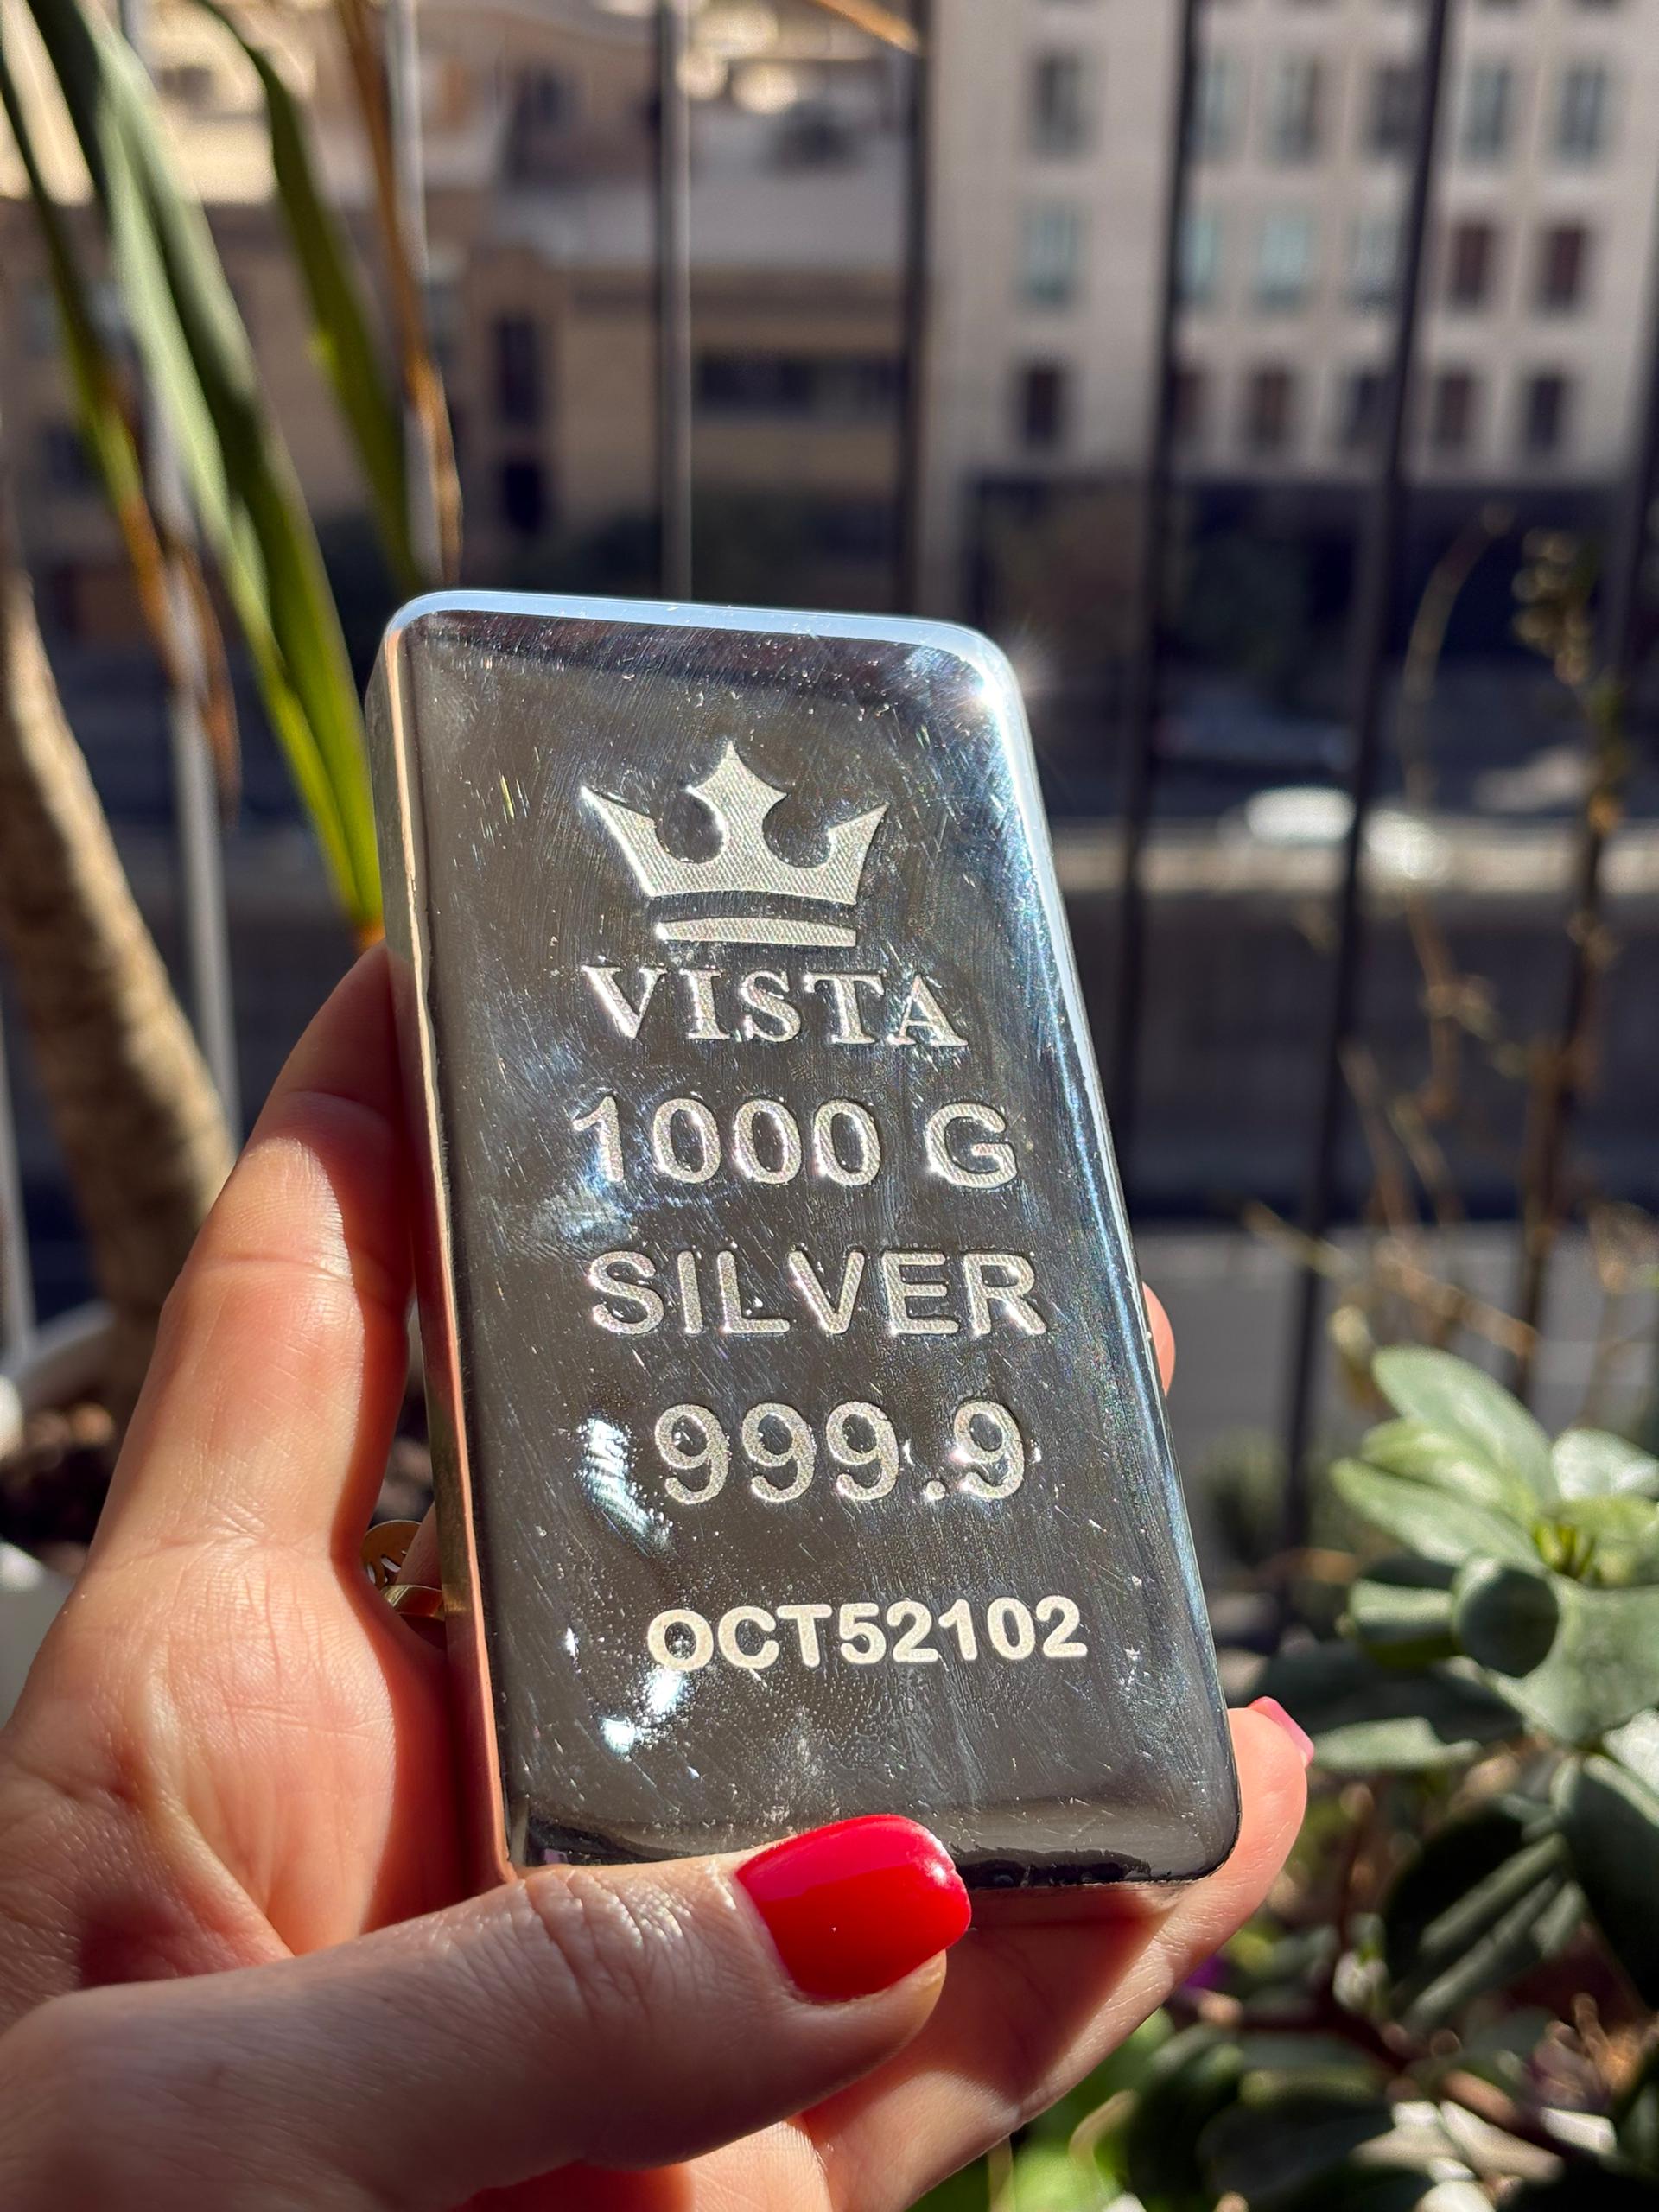 VISTA
1000 G
SILVER
999.9
OCT52102